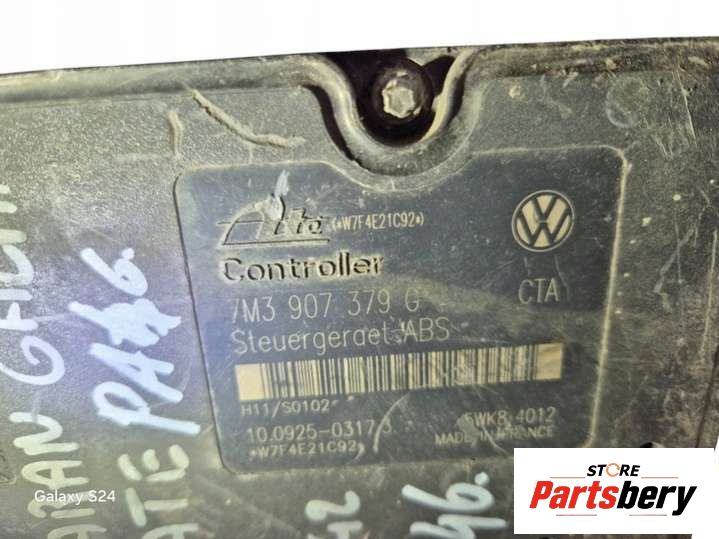 Ate
(*W7F4E21C92*)
Controller
7M3 907 379 G
CTA
Steuergeraet ABS
H11/S0102
10.0925-0317.3
5WK8 4012
*W7F4E21C92*
MADE IN FRANCE
Galaxy S24
STORE
Partsbery